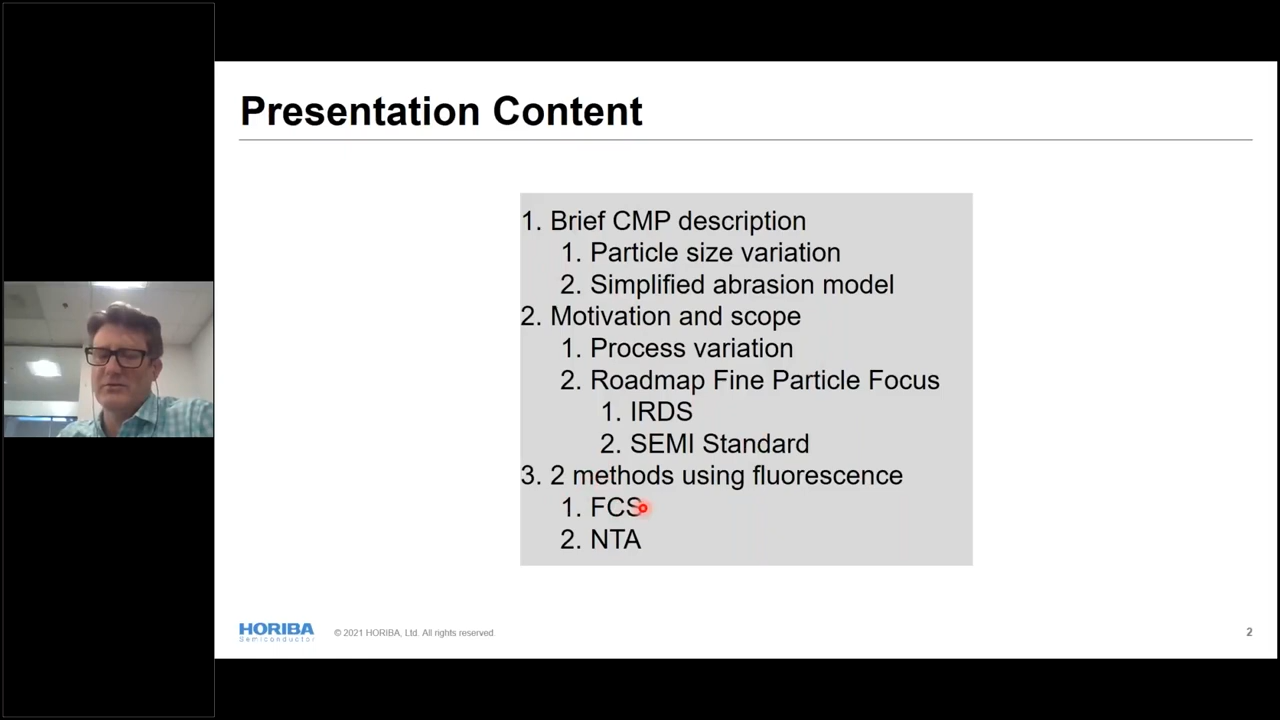 Presentation Content
1. Brief CMP description
1. Particle size variation
2. Simplified abrasion model
2. Motivation and scope
1. Process variation
2. Roadmap Fine Particle Focus
1. IRDS
2. SEMI Standard
3. 2 methods using fluorescence
1. FCS
2. NTA
HORIBA
Semiconductor
© 2021 HORIBA, Ltd. All rights reserved.
2